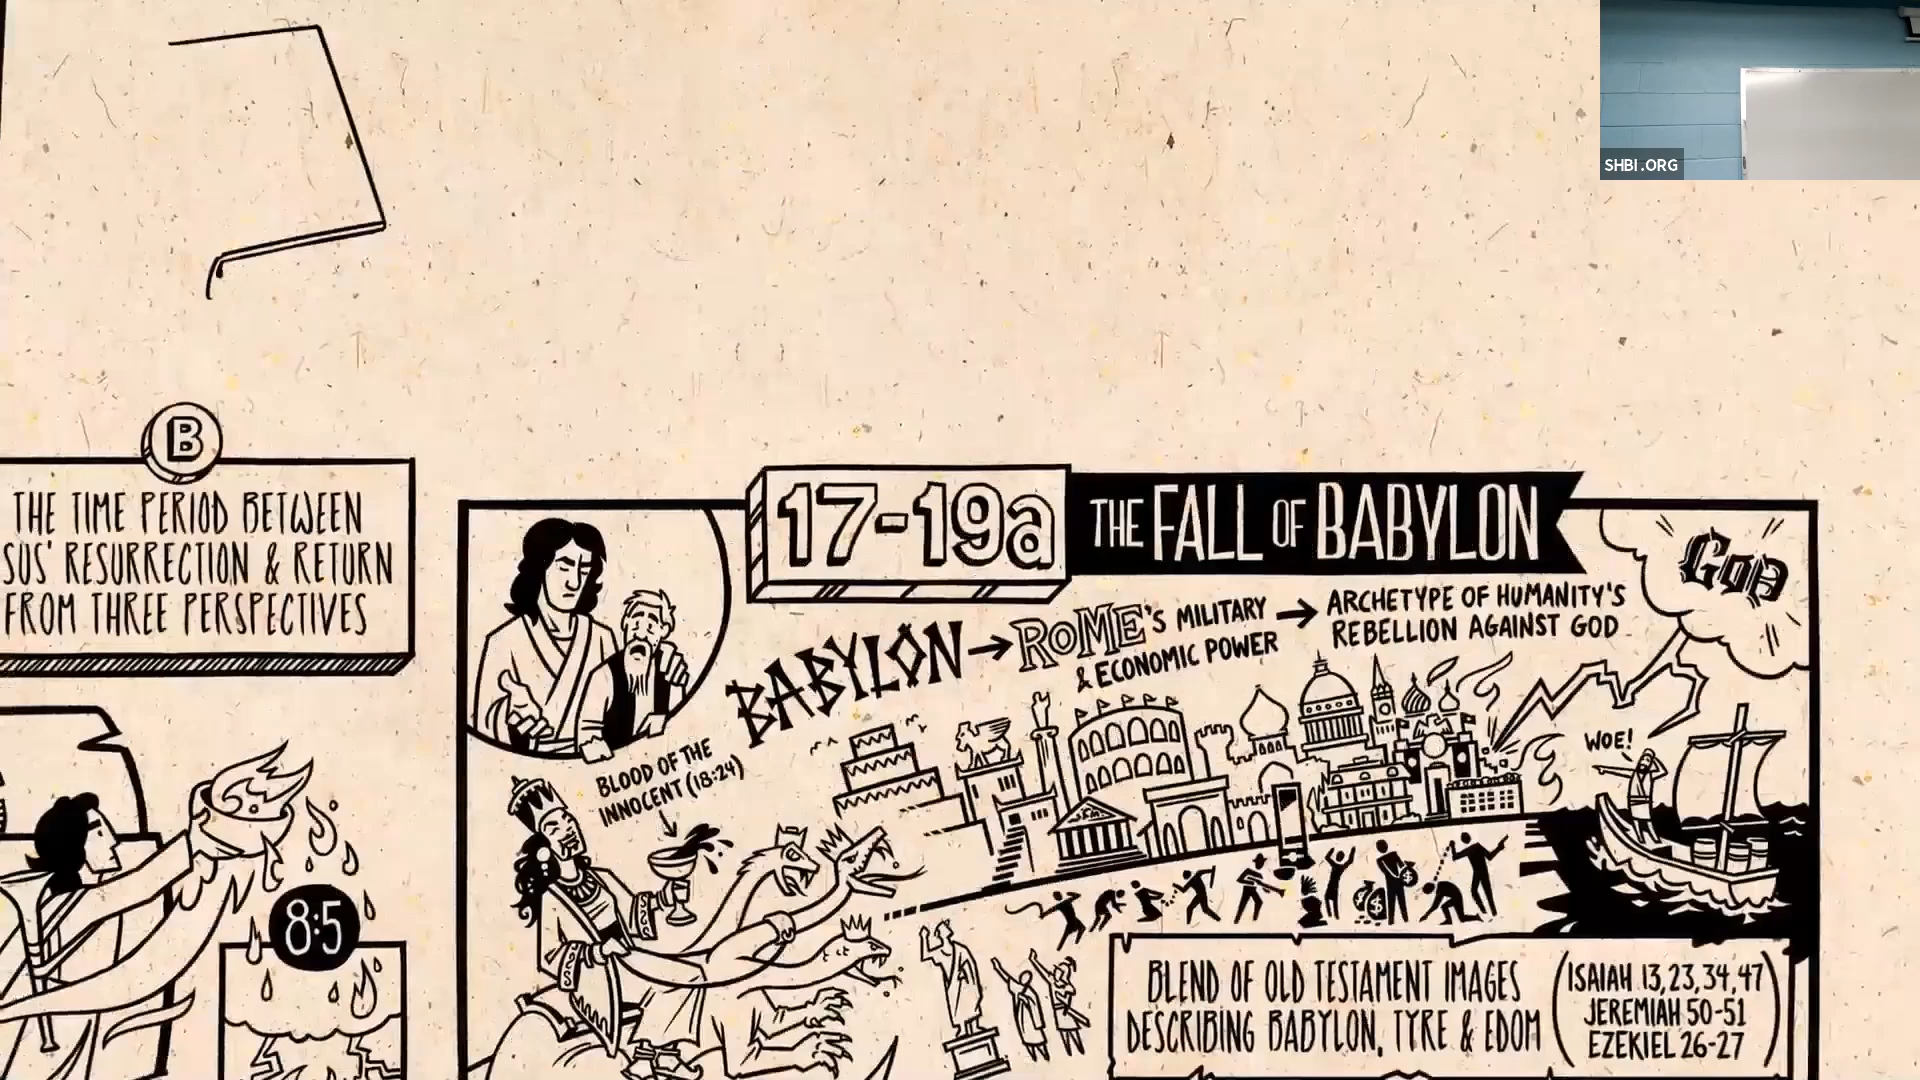 SHBI.ORG
B
THE TIME PERIOD BETWEEN
SUS' RESURRECTION & RETURN
FROM THREE PERSPECTIVES
8:5
17-19a THE FALL OF BABYLON
GOD
BABYLON → ROME'S MILITARY
& ECONOMIC POWER
→ ARCHETYPE OF HUMANITY'S
REBELLION AGAINST GOD
WOE!
BLOOD OF THE
INNOCENT (18:24)
BLEND OF OLD TESTAMENT IMAGES
DESCRIBING BABYLON, TYRE & EDOM
(ISAIAH 13,23,34,47
JEREMIAH 50-51
EZEKIEL 26-27)